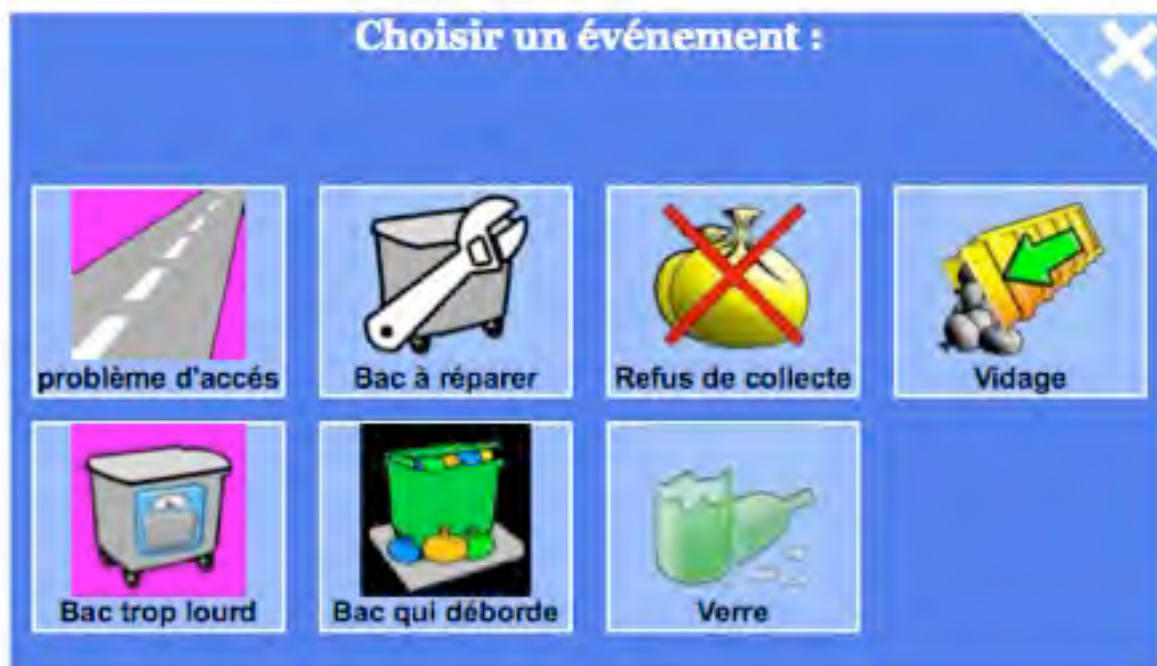 Choisir un événement :
problème d'accés
Bac à réparer
Refus de collecte
Vidage
Bac trop lourd
Bac qui déborde
Verre